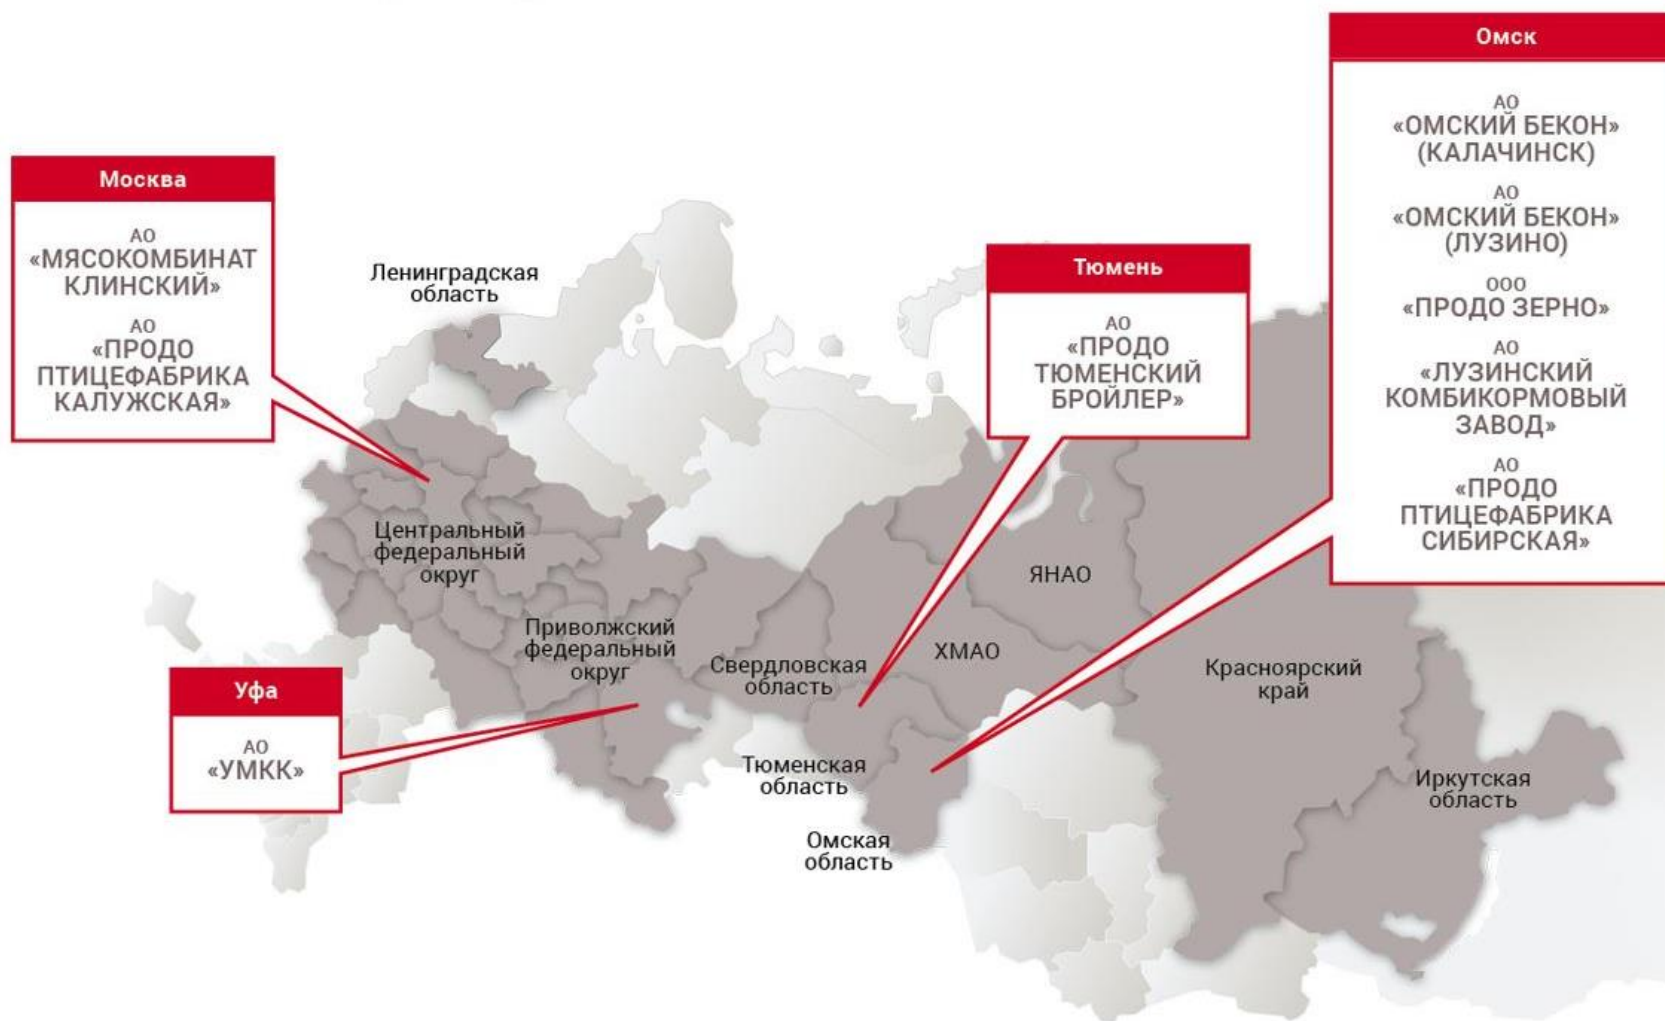 Москва
АО
«МЯСОКОМБИНАТ
КЛИНСКИЙ»
АО
«ПРОДО
ПТИЦЕФАБРИКА
КАЛУЖСКАЯ»
Ленинградская
область
Тюмень
АО
«ПРОДО
ТЮМЕНСКИЙ
БРОЙЛЕР»
Омск
АО
«ОМСКИЙ БЕКОН»
(КАЛАЧИНСК)
АО
«ОМСКИЙ БЕКОН»
(ЛУЗИНО)
ООО
«ПРОДО ЗЕРНО»
АО
«ЛУЗИНСКИЙ
КОМБИКОРМОВЫЙ
ЗАВОД»
АО
«ПРОДО
ПТИЦЕФАБРИКА
СИБИРСКАЯ»
Центральный
федеральный
округ
Приволжский
федеральный
округ
Свердловская
область
ХМАО
ЯНАО
Красноярский
край
Уфа
АО
«УМКК»
Тюменская
область
Омская
область
Иркутская
область